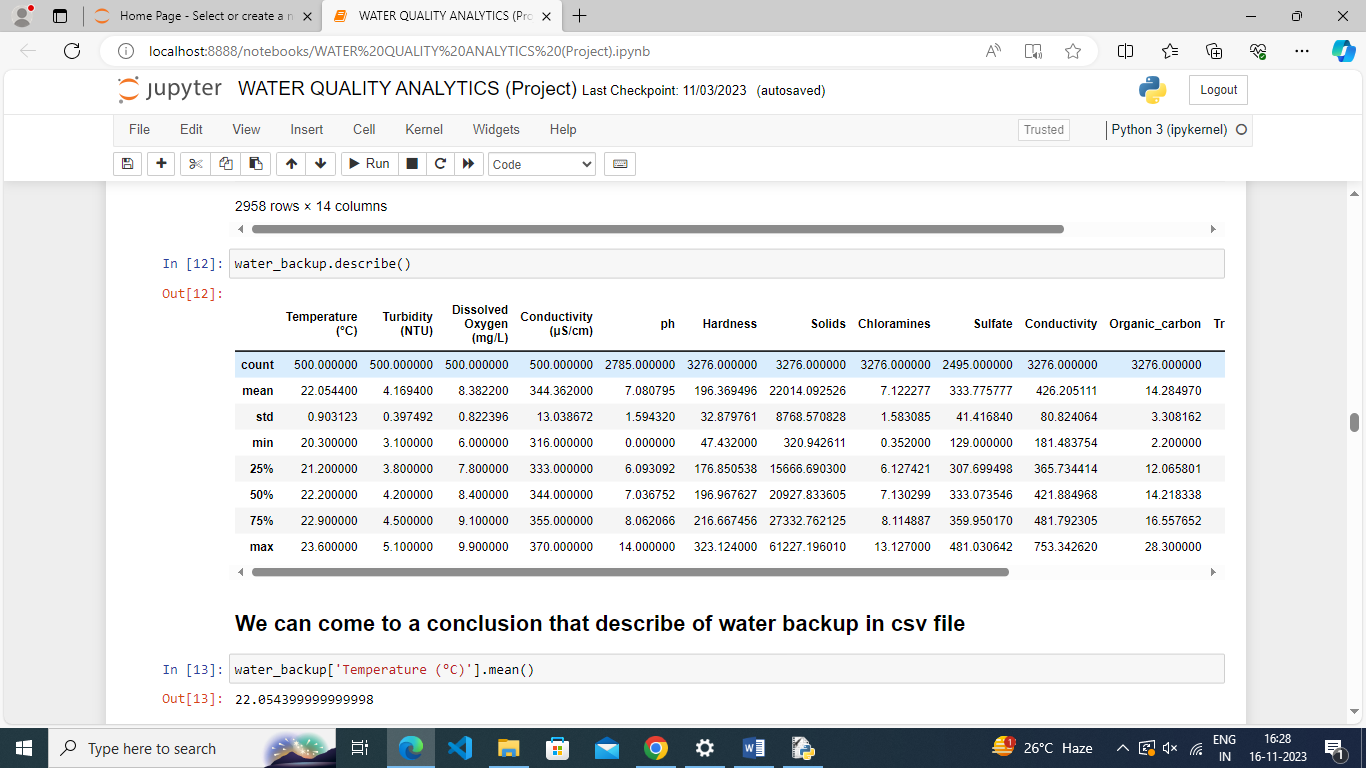 Home Page - Select or create a n
WATER QUALITY ANALYTICS (Pro
localhost:8888/notebooks/WATER%20QUALITY%20ANALYTICS%20(Project).ipynb
jupyter WATER QUALITY ANALYTICS (Project) Last Checkpoint: 11/03/2023 (autosaved) Logout
File Edit View Insert Cell Kernel Widgets Help Trusted Python 3 (ipykernel)
Run Code
2958 rows × 14 columns
In [12]: water_backup.describe()
Out[12]:
Temperature (°C) Turbidity (NTU) Dissolved Oxygen (mg/L) Conductivity (µS/cm) ph Hardness Solids Chloramines Sulfate Conductivity Organic_carbon Tr
count 500.000000 500.000000 500.000000 500.000000 2785.000000 3276.000000 3276.000000 3276.000000 2495.000000 3276.000000 3276.000000
mean 22.054400 4.169400 8.382200 344.362000 7.080795 196.369496 22014.092526 7.122277 333.775777 426.205111 14.284970
std 0.903123 0.397492 0.822396 13.038672 1.594320 32.879761 8768.570828 1.583085 41.416840 80.824064 3.308162
min 20.300000 3.100000 6.000000 316.000000 0.000000 47.432000 320.942611 0.352000 129.000000 181.483754 2.200000
25% 21.200000 3.800000 7.800000 333.000000 6.093092 176.850538 15666.690300 6.127421 307.699498 365.734414 12.065801
50% 22.200000 4.200000 8.400000 344.000000 7.036752 196.967627 20927.833605 7.130299 333.073546 421.884968 14.218338
75% 22.900000 4.500000 9.100000 355.000000 8.062066 216.667456 27332.762125 8.114887 359.950170 481.792305 16.557652
max 23.600000 5.100000 9.900000 370.000000 14.000000 323.124000 61227.196010 13.127000 481.030642 753.342620 28.300000
We can come to a conclusion that describe of water backup in csv file
In [13]: water_backup['Temperature (°C)'].mean()
Out[13]: 22.054399999999998
Type here to search
26°C Haze
ENG
IN
16:28
16-11-2023
1